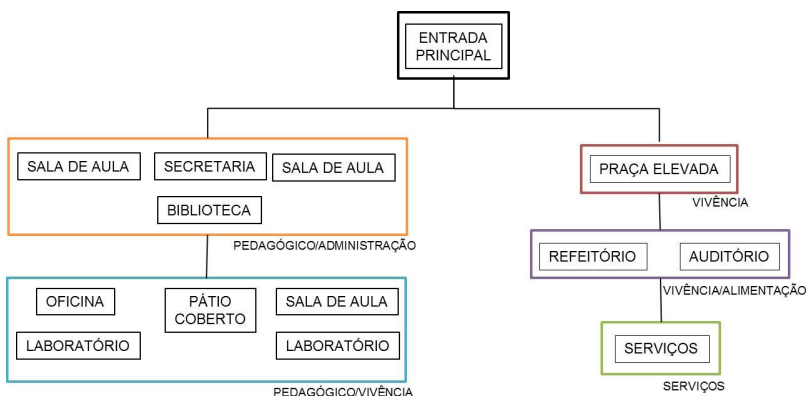 ENTRADA
PRINCIPAL
SALA DE AULA
SECRETARIA
SALA DE AULA
BIBLIOTECA
PEDAGÓGICO/ADMINISTRAÇÃO
OFICINA
PÁTIO
COBERTO
SALA DE AULA
LABORATÓRIO
LABORATÓRIO
PEDAGÓGICO/VIVÊNCIA
PRAÇA ELEVADA
VIVÊNCIA
REFEITÓRIO
AUDITÓRIO
VIVÊNCIA/ALIMENTAÇÃO
SERVIÇOS
SERVIÇOS